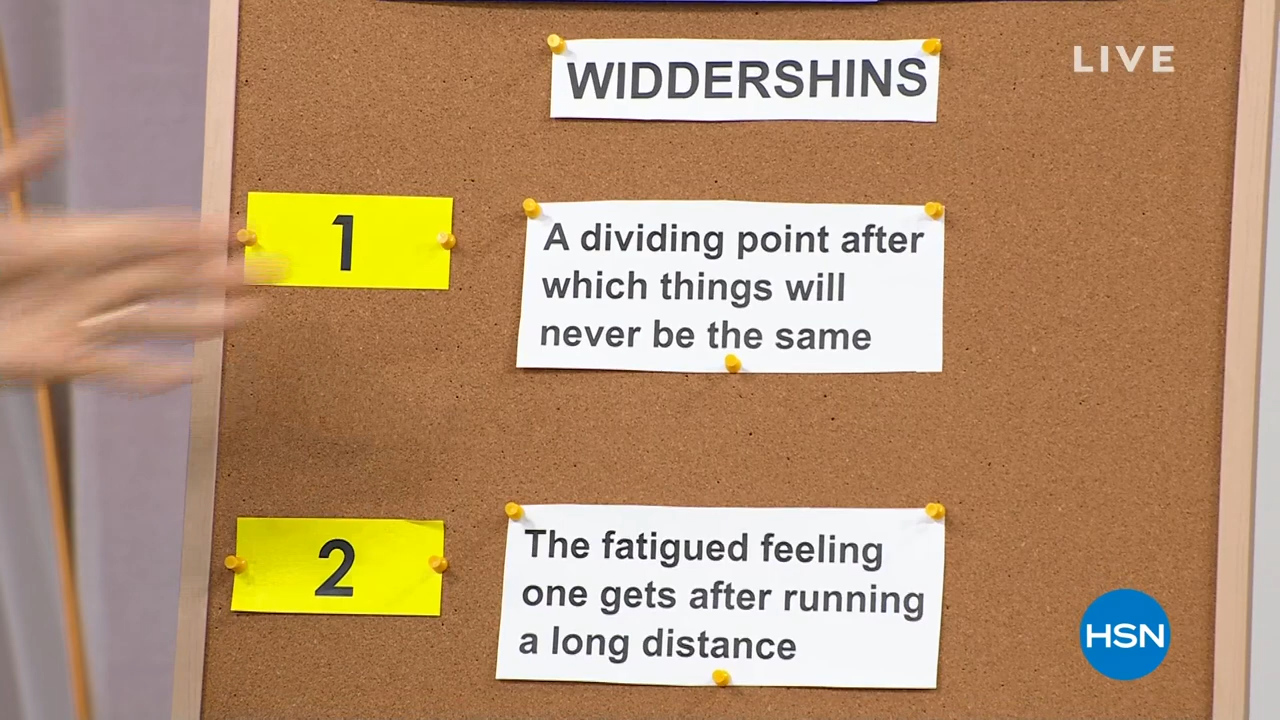 LIVE
WIDDERSHINS
1
A dividing point after
which things will
never be the same
2
The fatigued feeling
one gets after running
a long distance
HSN